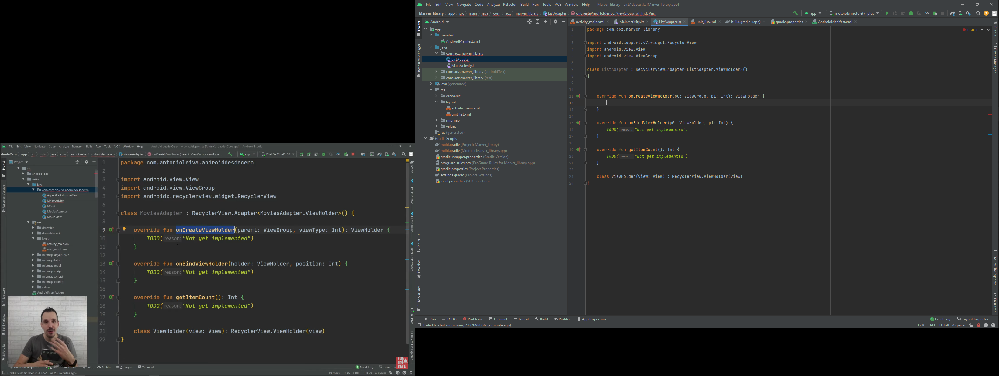 File Edit View Navigate Code Analyze Refactor Build Run Tools VCS Window Help Marver_library - ListAdapter.kt [Marver_library.app]
Marver_library app src main java com aoz marver_library ListAdapter onCreateViewHolder(p0: ViewGroup, p1: Int): Vie... app motorola moto e(7) plus
Android
activity_main.xml MainActivity.kt ListAdapter.kt unit_list.xml build.gradle (:app) gradle.properties AndroidManifest.xml
Project
Resource Manager
Structure
Favorites
Build Variants
app
manifests
AndroidManifest.xml
java
com.aoz.marver_library
ListAdapter
MainActivity.kt
com.aoz.marver_library (androidTest)
com.aoz.marver_library (test)
java (generated)
res
drawable
layout
activity_main.xml
unit_list.xml
mipmap
values
res (generated)
Gradle Scripts
build.gradle (Project: Marver_library)
build.gradle (Module: Marver_library.app)
gradle-wrapper.properties (Gradle Version)
proguard-rules.pro (ProGuard Rules for Marver_library.app)
gradle.properties (Project Properties)
settings.gradle (Project Settings)
local.properties (SDK Location)
1 package com.aoz.marver_library
2
3 import android.support.v7.widget.RecyclerView
4 import android.view.View
5 import android.view.ViewGroup
6
7 class ListAdapter : RecyclerView.Adapter<ListAdapter.ViewHolder>()
8 {
9
10
11 override fun onCreateViewHolder(p0: ViewGroup, p1: Int): ViewHolder {
12
13 }
14
15 override fun onBindViewHolder(p0: ViewHolder, p1: Int) {
16 TODO( reason: "Not yet implemented")
17 }
18
19 override fun getItemCount(): Int {
20 TODO( reason: "Not yet implemented")
21 }
22
23 class ViewHolder(view: View) : RecyclerView.ViewHolder(view)
24 }
1 1
Gradle
Device Manager
Device File Explorer
Emulator
Run TODO Problems Terminal Logcat Build Profiler App Inspection 1 Event Log Layout Inspector
Failed to start monitoring ZY32BVR8GN (a minute ago) 12:9 CRLF UTF-8 4 spaces
File Edit View Navigate Code Analyze Refactor Build Run Tools VCS Window Help Android desde Cero - MoviesAdapter.kt [Android_desde_Cero.app] - Android Studio
idesdeCero app src main java com antonioleiva androiddesdecero MoviesAdapter onCreateViewHolder(parent: ViewGroup, viewType:... app Pixel 3a XL API 30
Project
1: Project
Resource Manager
Z: Structure
Build Variants
2: Favorites
src
androidTest
main
java
com.antonioleiva.androiddesdecero
AspectRatioImageView
MainActivity
Movie
MoviesAdapter
MovieView
res
drawable
drawable-v24
layout
activity_main.xml
view_movie.xml
mipmap-anydpi-v26
mipmap-hdpi
mipmap-mdpi
mipmap-xhdpi
mipmap-xxhdpi
mipmap-xxxhdpi
values
AndroidManifest.xml
1 package com.antonioleiva.androiddesdecero
2
3 import android.view.View
4 import android.view.ViewGroup
5 import androidx.recyclerview.widget.RecyclerView
6
7 class MoviesAdapter : RecyclerView.Adapter<MoviesAdapter.ViewHolder>() {
8
9 override fun onCreateViewHolder(parent: ViewGroup, viewType: Int): ViewHolder {
10 TODO( reason: "Not yet implemented")
11 }
12
13 override fun onBindViewHolder(holder: ViewHolder, position: Int) {
14 TODO( reason: "Not yet implemented")
15 }
16
17 override fun getItemCount(): Int {
18 TODO( reason: "Not yet implemented")
19 }
20
21 class ViewHolder(view: View): RecyclerView.ViewHolder(view)
22 }
Gradle
Flutter Inspector
Flutter Outline
Flutter Performance
Emulator
Device File Explorer
SUS
CRÍ
BETE
Database Inspector 4: Run TODO Build Profiler 6: Logcat Terminal 1 Event Log Layout In
Gradle build finished in 4 s 525 ms (12 minutes ago) 18 chars 9:36 CRLF UTF-8 4 spaces